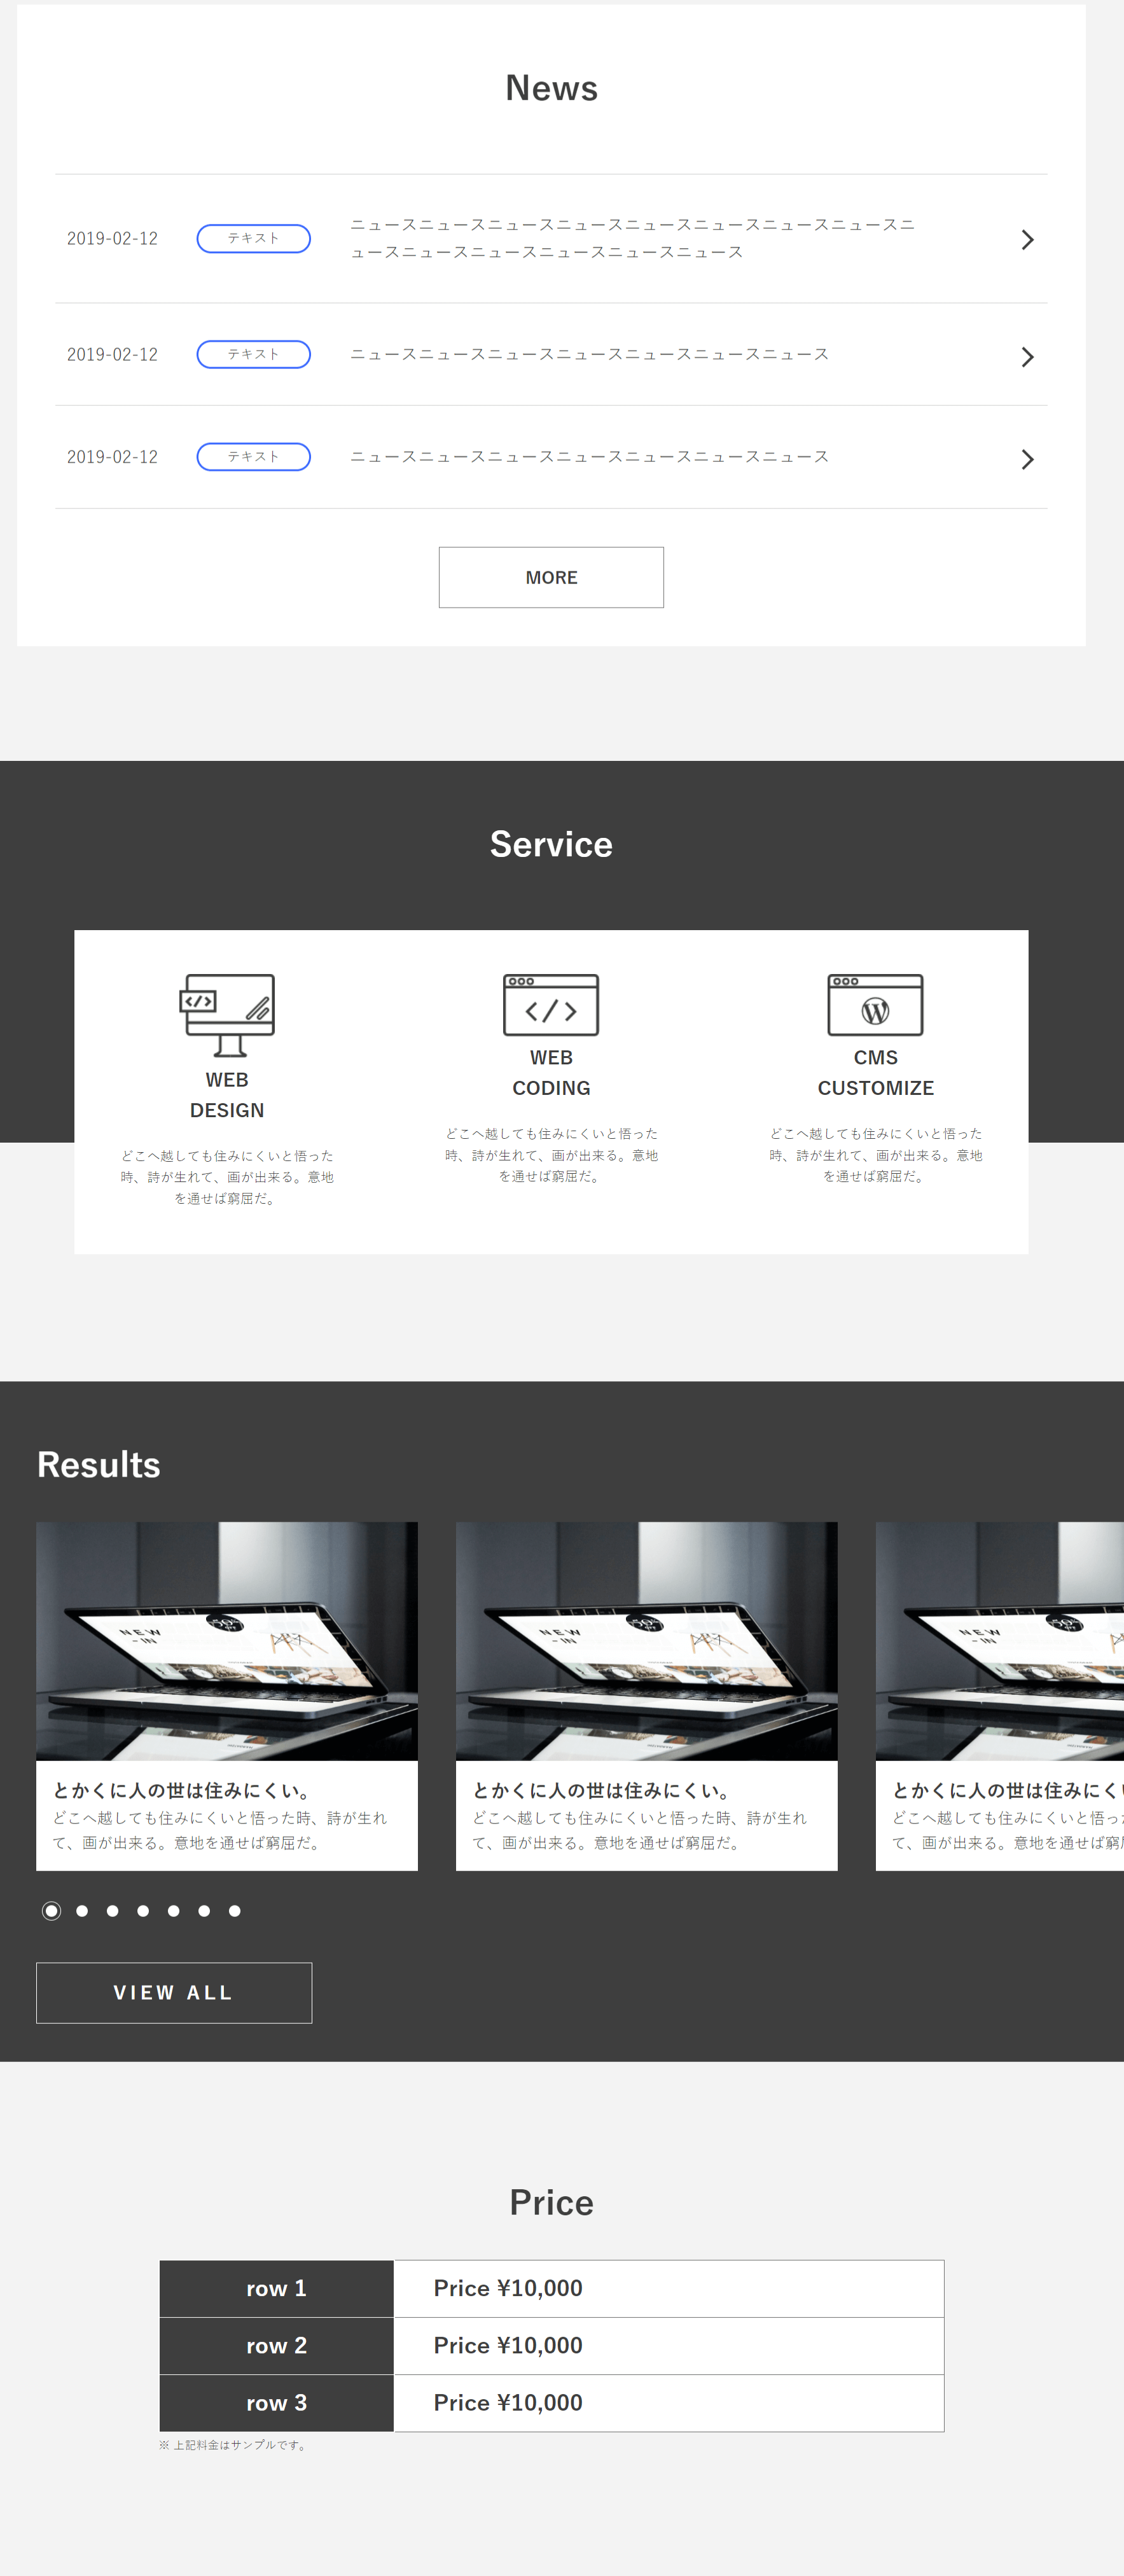 News
2019-02-12
テキスト
ニュースニュースニュースニュースニュースニュースニュースニュースニ
ュースニュースニュースニュースニュースニュース
2019-02-12
テキスト
ニュースニュースニュースニュースニュースニュースニュース
2019-02-12
テキスト
ニュースニュースニュースニュースニュースニュースニュース
MORE
Service
</>
WEB
DESIGN
どこへ越しても住みにくいと悟った
時、詩が生れて、画が出来る。意地
を通せば窮屈だ。
</>
WEB
CODING
どこへ越しても住みにくいと悟った
時、詩が生れて、画が出来る。意地
を通せば窮屈だ。
W
CMS
CUSTOMIZE
どこへ越しても住みにくいと悟った
時、詩が生れて、画が出来る。意地
を通せば窮屈だ。
Results
NEW
- IN
50%
とかくに人の世は住みにくい。
どこへ越しても住みにくいと悟った時、詩が生れ
て、画が出来る。意地を通せば窮屈だ。
NEW
- IN
50%
とかくに人の世は住みにくい。
どこへ越しても住みにくいと悟った時、詩が生れ
て、画が出来る。意地を通せば窮屈だ。
NEW
- IN
50%
とかくに人の世は住みにく
どこへ越しても住みにくいと悟っ
て、画が出来る。意地を通せば窮
VIEW ALL
Price
row 1
Price ¥10,000
row 2
Price ¥10,000
row 3
Price ¥10,000
※ 上記料金はサンプルです。